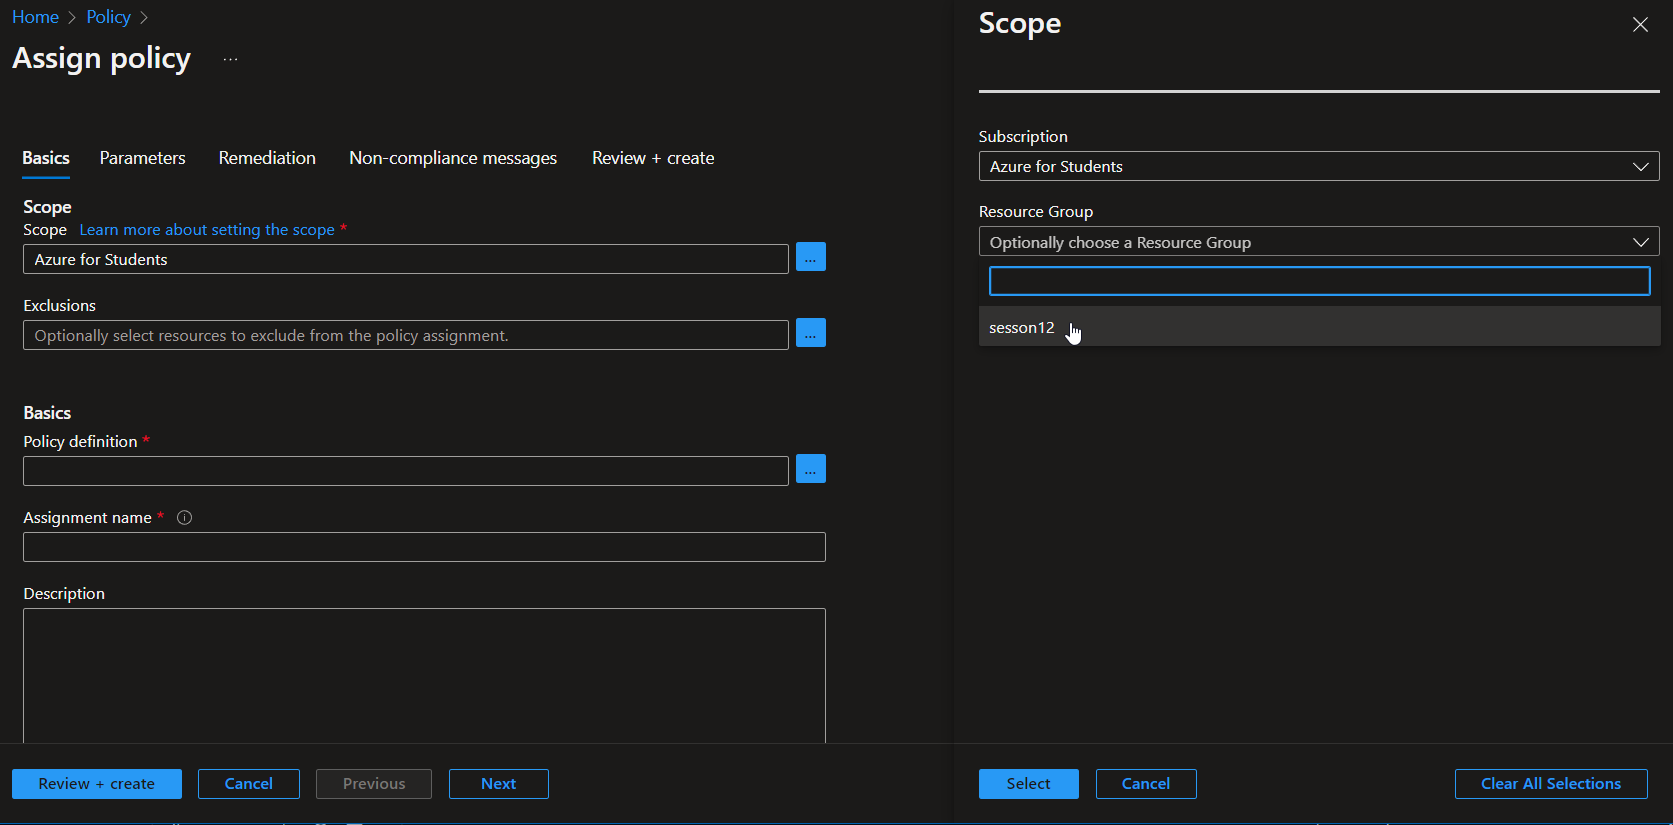 Home > Policy >
Assign policy ...
Basics Parameters Remediation Non-compliance messages Review + create
Scope
Scope Learn more about setting the scope *
Azure for Students ...
Exclusions
Optionally select resources to exclude from the policy assignment. ...
Basics
Policy definition *
...
Assignment name *
Description
Review + create Cancel Previous Next
Scope
Subscription
Azure for Students
Resource Group
Optionally choose a Resource Group
sesson12
Select Cancel Clear All Selections